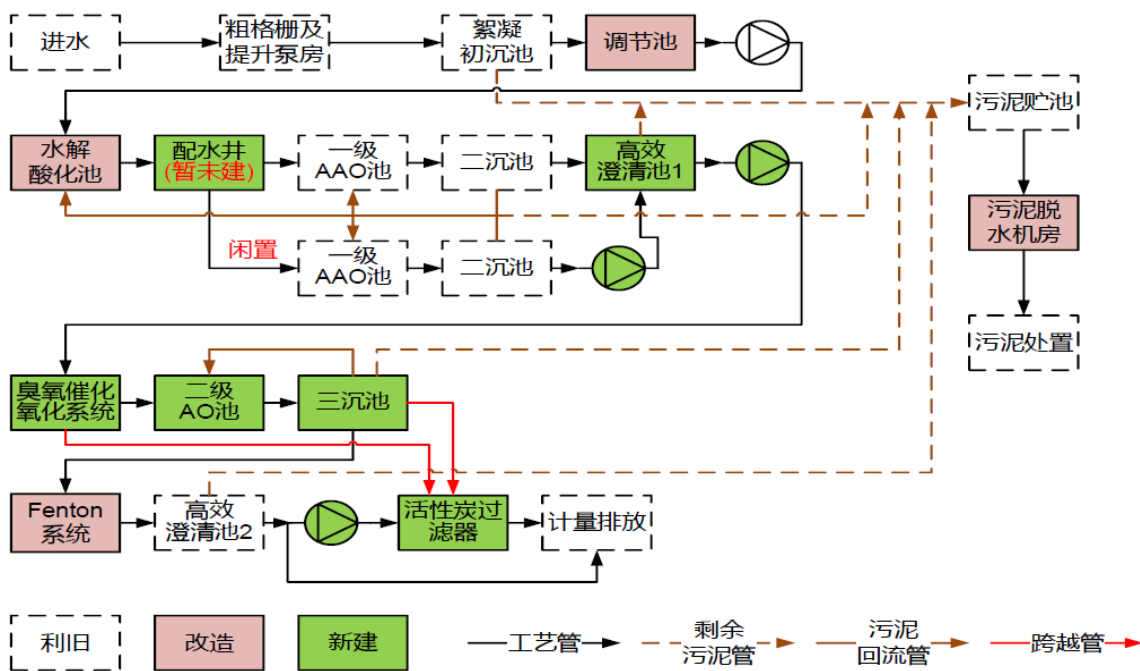 进水
粗格栅及
提升泵房
絮凝
初沉池
调节池
污泥贮池
水解
酸化池
配水井
(暂未建)
一级
AAO池
二沉池
高效
澄清池1
污泥脱
水机房
闲置
一级
AAO池
二沉池
污泥处置
臭氧催化
氧化系统
二级
AO池
三沉池
Fenton
系统
高效
澄清池2
活性炭过
滤器
计量排放
利旧
改造
新建
工艺管
剩余
污泥管
污泥
回流管
跨越管